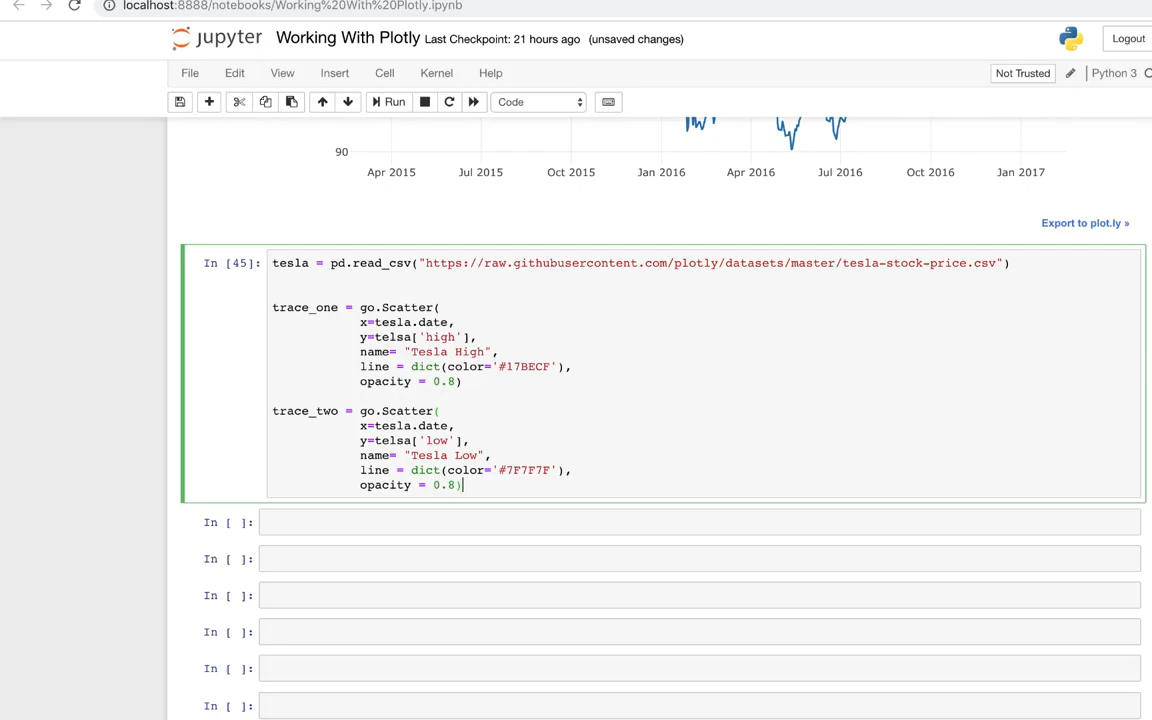 localhost:8888/notebooks/Working%20With%20Plotly.ipynb
jupyter Working With Plotly Last Checkpoint: 21 hours ago (unsaved changes)
Logout
File Edit View Insert Cell Kernel Help
Not Trusted
Python 3
Run
Code
90
Apr 2015 Jul 2015 Oct 2015 Jan 2016 Apr 2016 Jul 2016 Oct 2016 Jan 2017
Export to plot.ly »
In [45]: tesla = pd.read_csv("https://raw.githubusercontent.com/plotly/datasets/master/tesla-stock-price.csv")
trace_one = go.Scatter(
x=tesla.date,
y=telsa['high'],
name= "Tesla High",
line = dict(color='#17BECF'),
opacity = 0.8)
trace_two = go.Scatter(
x=tesla.date,
y=telsa['low'],
name= "Tesla Low",
line = dict(color='#7F7F7F'),
opacity = 0.8)
In [ ]:
In [ ]:
In [ ]:
In [ ]:
In [ ]:
In [ ]: